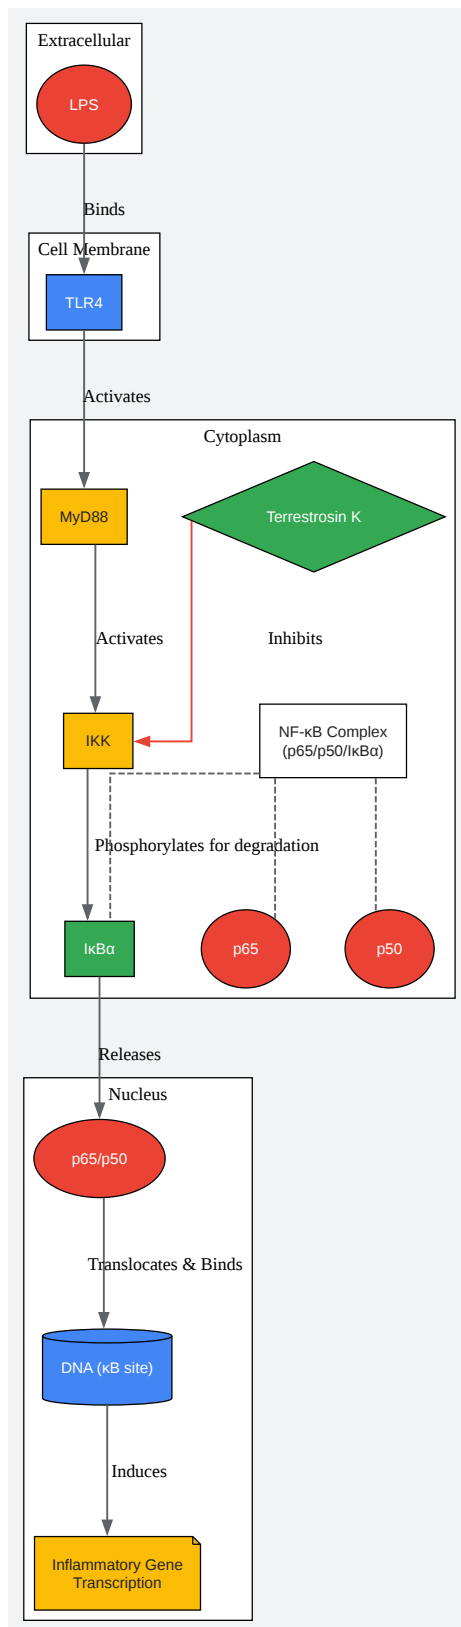 Extracellular
LPS
Binds
Cell Membrane
TLR4
Activates
Cytoplasm
MyD88
Terrestrosin K
Activates
Inhibits
IKK
NF-κB Complex
(p65/p50/IκBα)
Phosphorylates for degradation
IκBα
p65
p50
Releases
Nucleus
p65/p50
Translocates & Binds
DNA (κB site)
Induces
Inflammatory Gene
Transcription